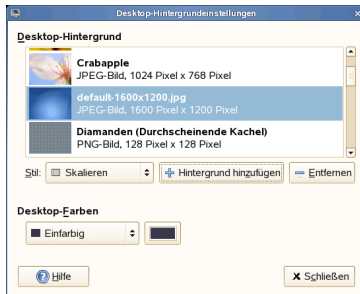 Desktop-Hintergrundeinstellungen
Desktop-Hintergrund
Crabapple
JPEG-Bild, 1024 Pixel x 768 Pixel
default-1600x1200.jpg
JPEG-Bild, 1600 Pixel x 1200 Pixel
Diamanden (Durchscheinende Kachel)
PNG-Bild, 128 Pixel x 128 Pixel
Stil: Skalieren Hintergrund hinzufügen Entfernen
Desktop-Farben
Einfarbig
Hilfe Schließen